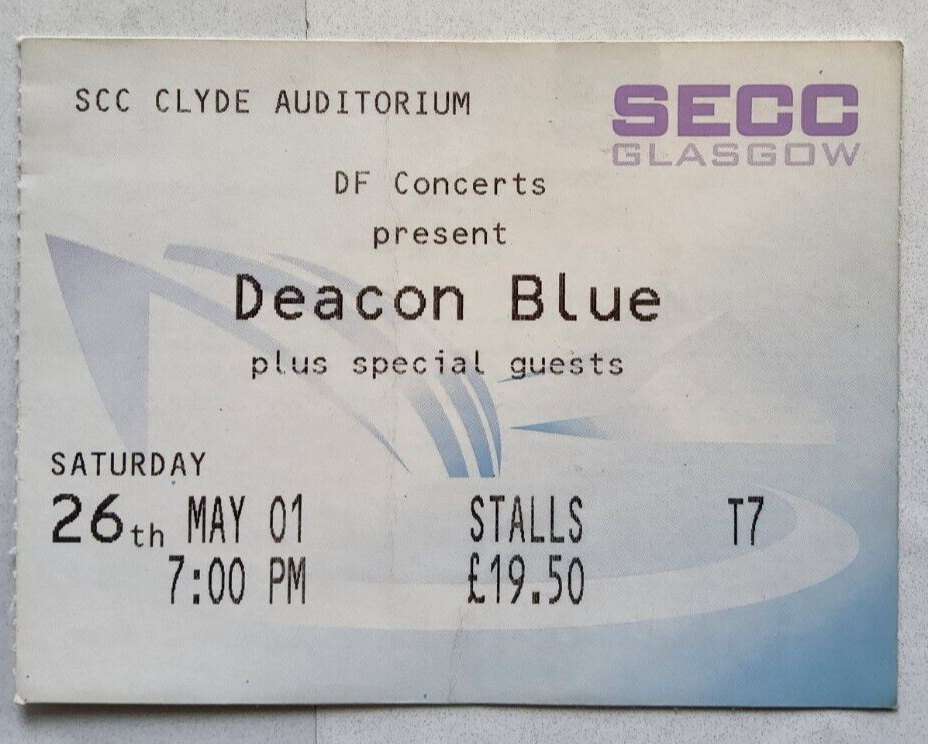 SCC CLYDE AUDITORIUM
SECC
GLASGOW
DF Concerts
present
Deacon Blue
plus special guests
SATURDAY
26th MAY 01 STALLS T7
7:00 PM £19.50